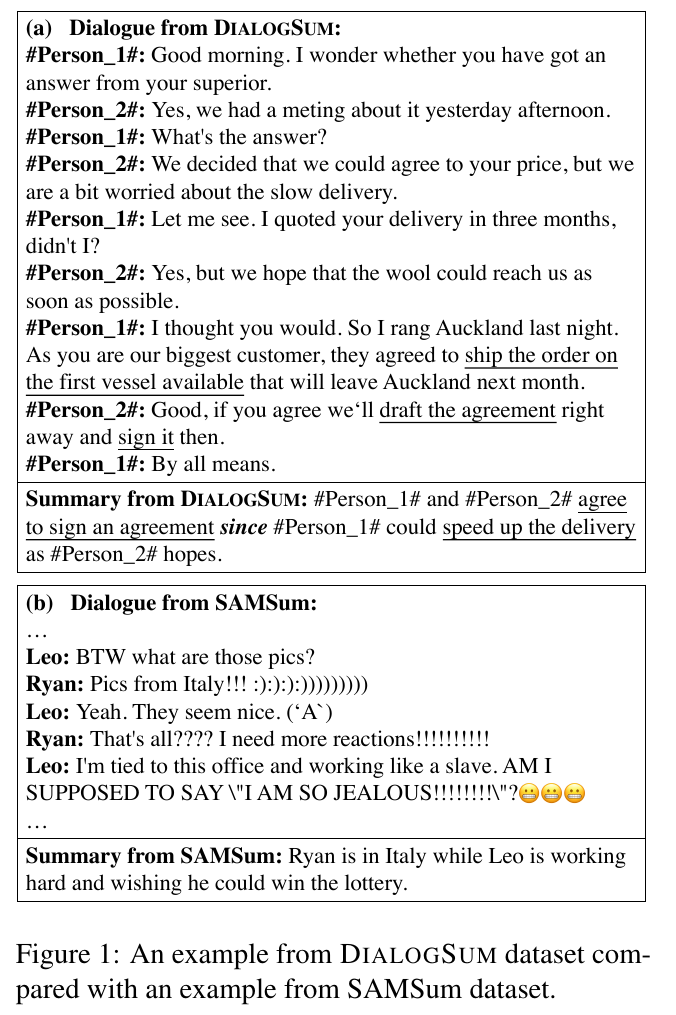 (a) Dialogue from DIALOGSUM:
#Person_1#: Good morning. I wonder whether you have got an
answer from your superior.
#Person_2#: Yes, we had a meting about it yesterday afternoon.
#Person_1#: What's the answer?
#Person_2#: We decided that we could agree to your price, but we
are a bit worried about the slow delivery.
#Person_1#: Let me see. I quoted your delivery in three months,
didn't I?
#Person_2#: Yes, but we hope that the wool could reach us as
soon as possible.
#Person_1#: I thought you would. So I rang Auckland last night.
As you are our biggest customer, they agreed to ship the order on
the first vessel available that will leave Auckland next month.
#Person_2#: Good, if you agree we‘ll draft the agreement right
away and sign it then.
#Person_1#: By all means.
Summary from DIALOGSUM: #Person_1# and #Person_2# agree
to sign an agreement since #Person_1# could speed up the delivery
as #Person_2# hopes.
(b) Dialogue from SAMSum:
…
Leo: BTW what are those pics?
Ryan: Pics from Italy!!! :):):):)))))))))
Leo: Yeah. They seem nice. (‘A`)
Ryan: That's all???? I need more reactions!!!!!!!!!!
Leo: I'm tied to this office and working like a slave. AM I
SUPPOSED TO SAY \"I AM SO JEALOUS!!!!!!!!\"?😬😬😬
…
Summary from SAMSum: Ryan is in Italy while Leo is working
hard and wishing he could win the lottery.
Figure 1: An example from DIALOGSUM dataset com-
pared with an example from SAMSum dataset.